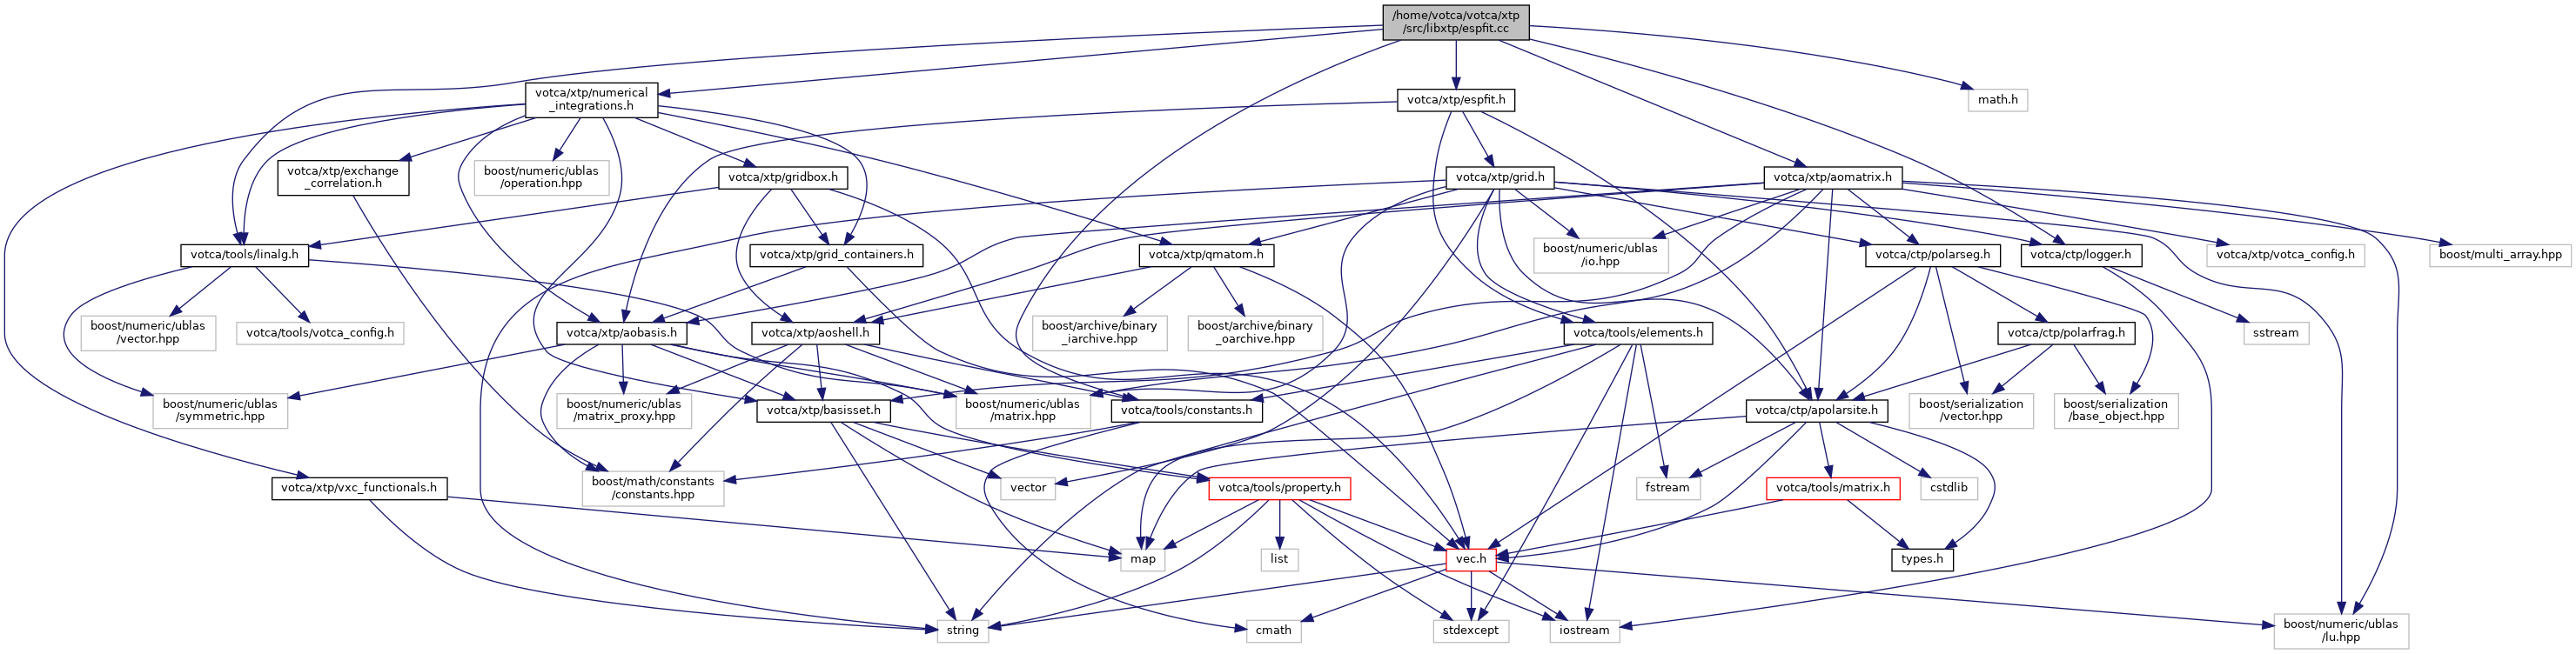 /home/votca/votca/xtp
/src/libxtp/espfit.cc
votca/xtp/numerical
_integrations.h
votca/xtp/espfit.h
math.h
votca/xtp/exchange
_correlation.h
boost/numeric/ublas
/operation.hpp
votca/xtp/gridbox.h
votca/xtp/grid.h
votca/xtp/aomatrix.h
votca/tools/linalg.h
votca/xtp/grid_containers.h
votca/xtp/qmatom.h
boost/numeric/ublas
/io.hpp
votca/ctp/polarseg.h
votca/ctp/logger.h
votca/xtp/votca_config.h
boost/multi_array.hpp
boost/numeric/ublas
/vector.hpp
votca/tools/votca_config.h
votca/xtp/aobasis.h
votca/xtp/aoshell.h
boost/archive/binary
_iarchive.hpp
boost/archive/binary
_oarchive.hpp
votca/tools/elements.h
votca/ctp/polarfrag.h
sstream
boost/numeric/ublas
/symmetric.hpp
boost/numeric/ublas
/matrix_proxy.hpp
votca/xtp/basisset.h
boost/numeric/ublas
/matrix.hpp
votca/tools/constants.h
votca/ctp/apolarsite.h
boost/serialization
/vector.hpp
boost/serialization
/base_object.hpp
votca/xtp/vxc_functionals.h
boost/math/constants
/constants.hpp
vector
votca/tools/property.h
fstream
votca/tools/matrix.h
cstdlib
map
list
vec.h
types.h
string
cmath
stdexcept
iostream
boost/numeric/ublas
/lu.hpp